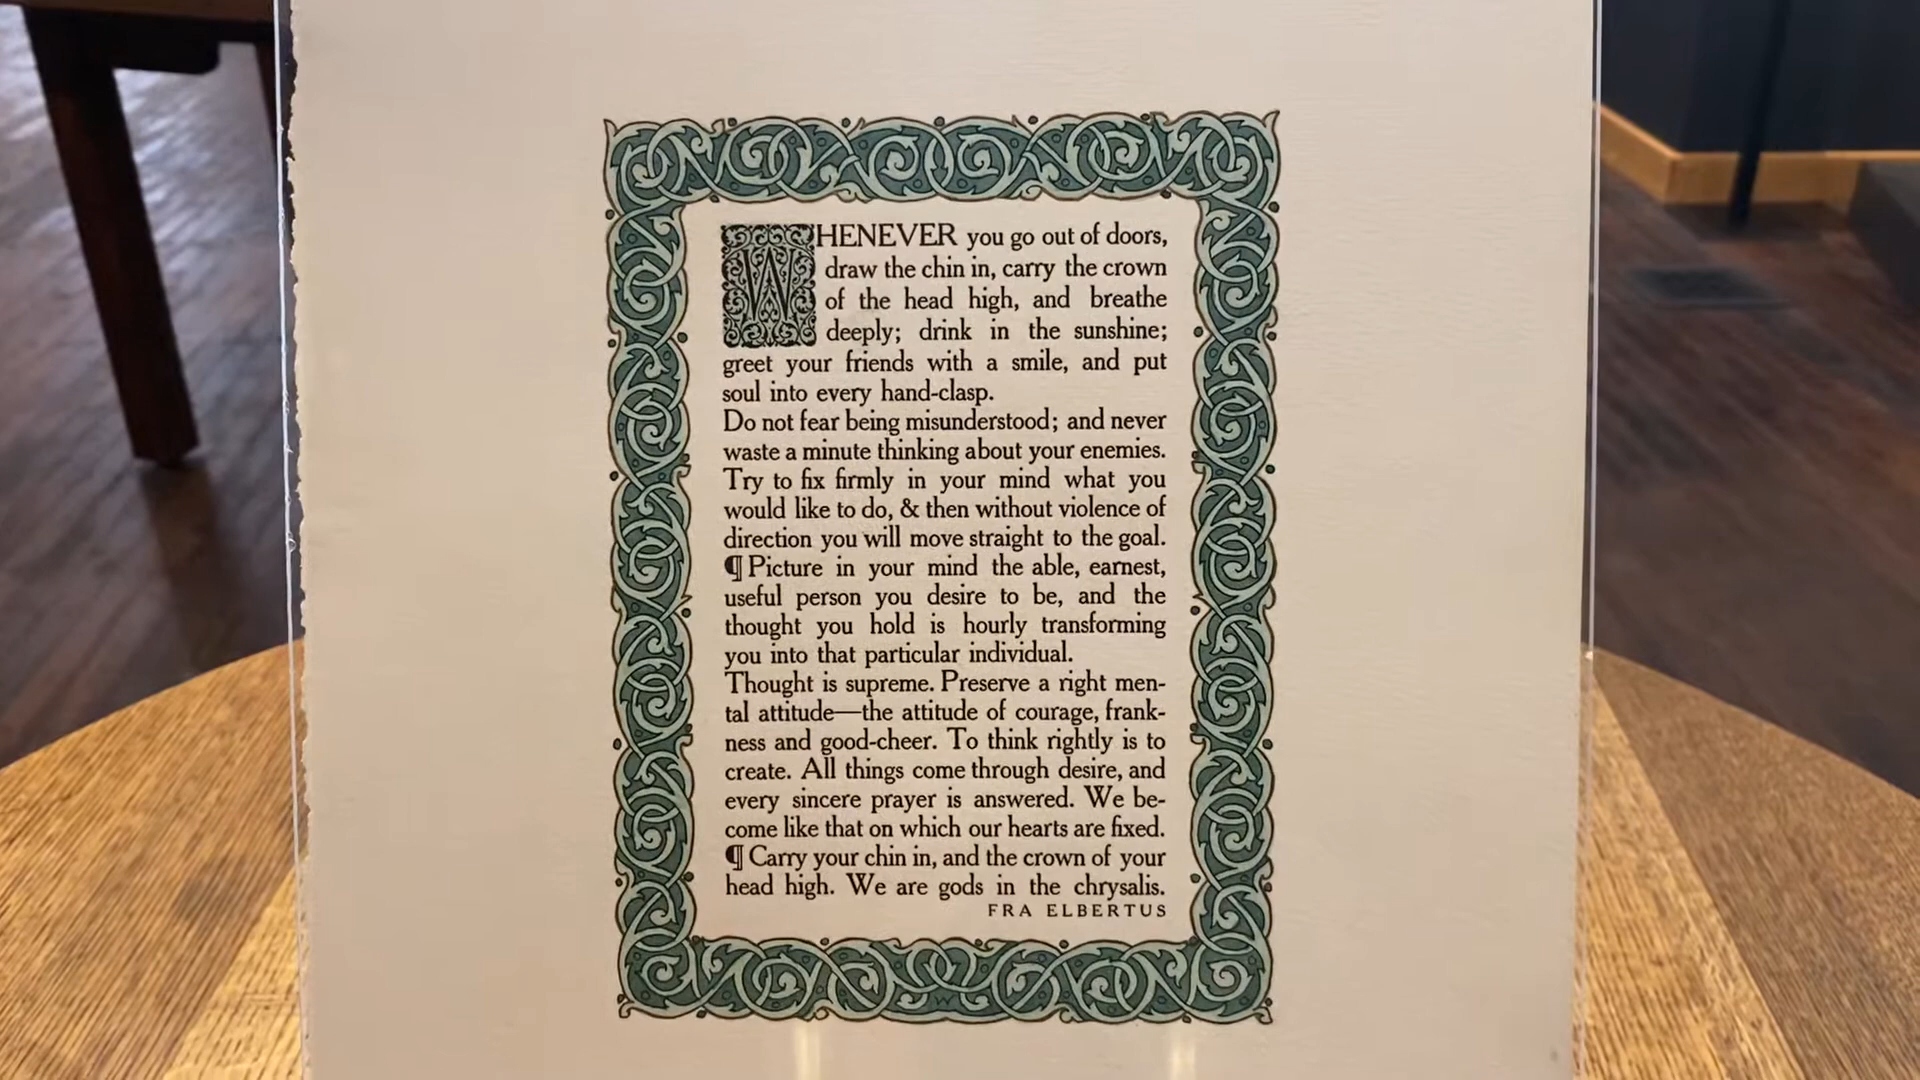 WHENEVER you go out of doors,
draw the chin in, carry the crown
of the head high, and breathe
deeply; drink in the sunshine;
greet your friends with a smile, and put
soul into every hand-clasp.
Do not fear being misunderstood; and never
waste a minute thinking about your enemies.
Try to fix firmly in your mind what you
would like to do, & then without violence of
direction you will move straight to the goal.
¶ Picture in your mind the able, earnest,
useful person you desire to be, and the
thought you hold is hourly transforming
you into that particular individual.
Thought is supreme. Preserve a right men-
tal attitude—the attitude of courage, frank-
ness and good-cheer. To think rightly is to
create. All things come through desire, and
every sincere prayer is answered. We be-
come like that on which our hearts are fixed.
¶ Carry your chin in, and the crown of your
head high. We are gods in the chrysalis.
FRA ELBERTUS
W